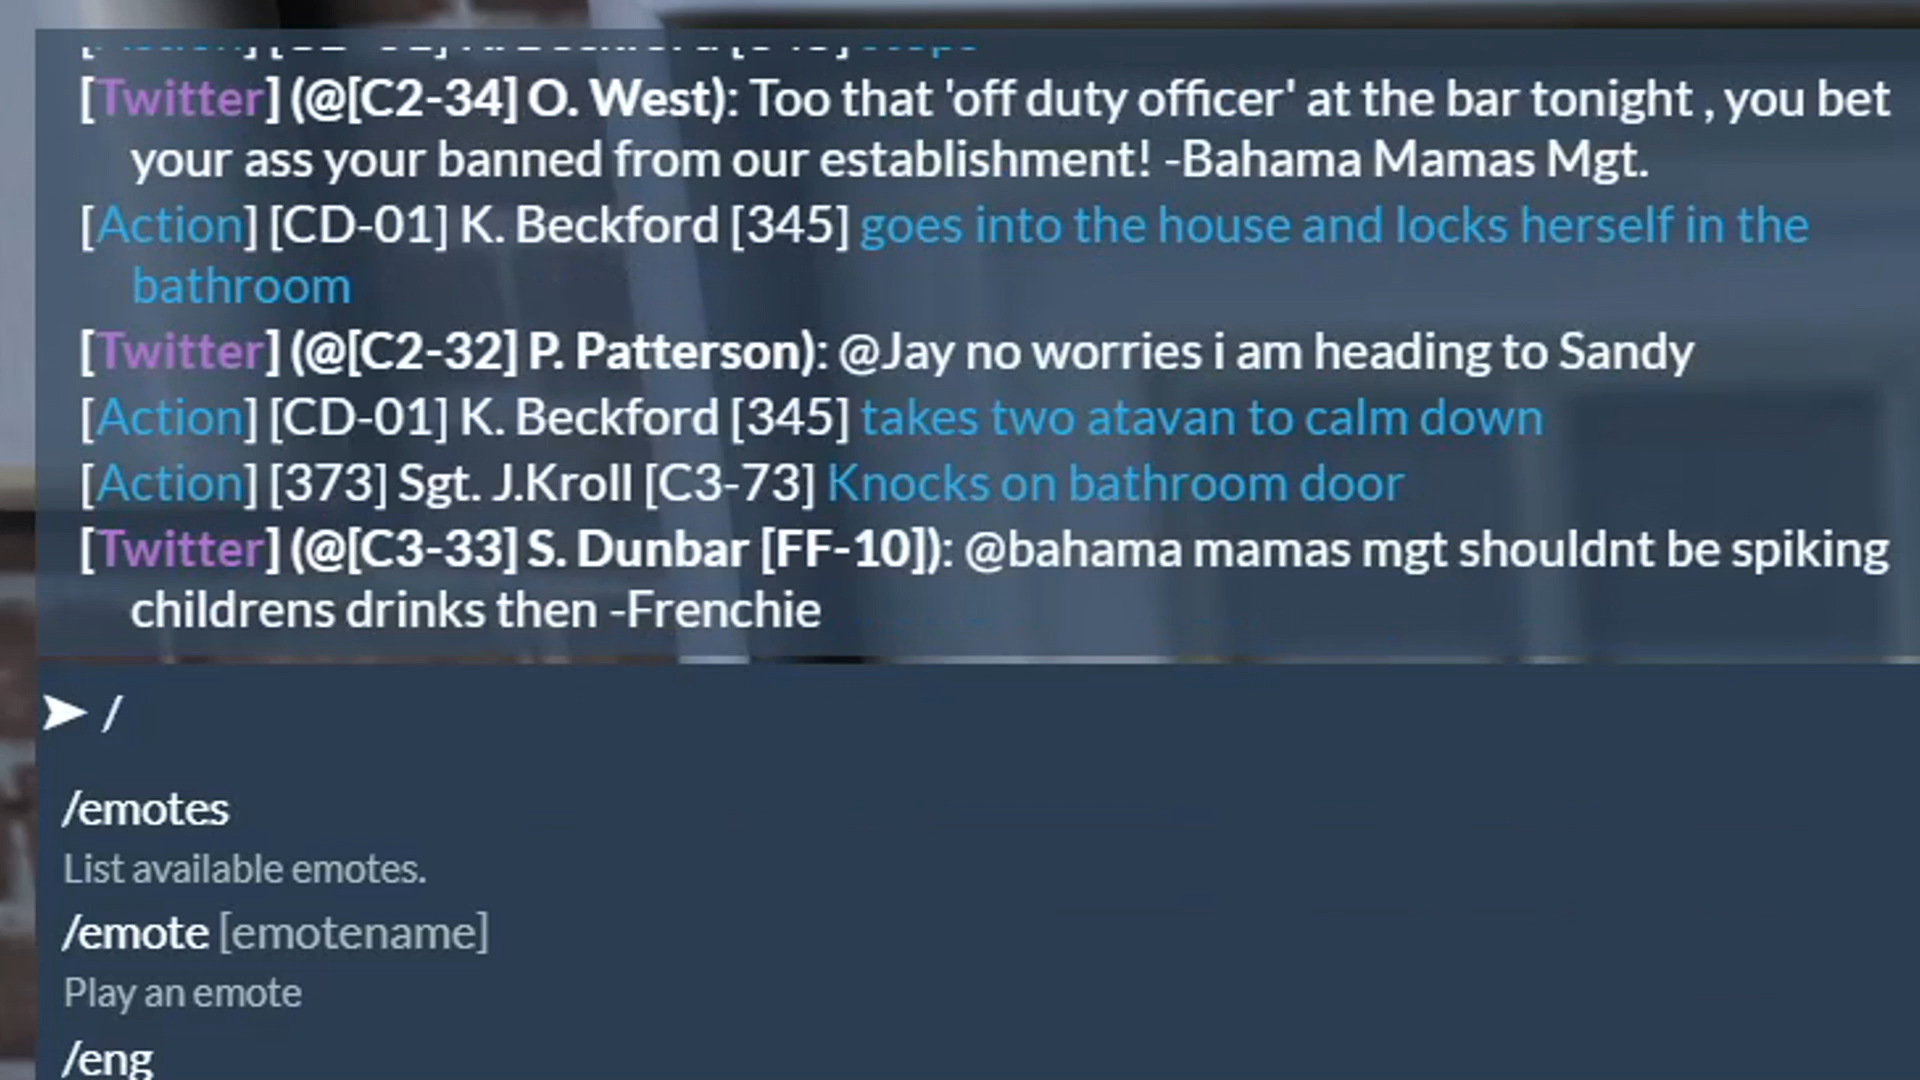 [Twitter] (@[C2-34] O. West): Too that 'off duty officer' at the bar tonight , you bet
your ass your banned from our establishment! -Bahama Mamas Mgt.
[Action] [CD-01] K. Beckford [345] goes into the house and locks herself in the
bathroom
[Twitter] (@[C2-32] P. Patterson): @Jay no worries i am heading to Sandy
[Action] [CD-01] K. Beckford [345] takes two atavan to calm down
[Action] [373] Sgt. J.Kroll [C3-73] Knocks on bathroom door
[Twitter] (@[C3-33] S. Dunbar [FF-10]): @bahama mamas mgt shouldnt be spiking
childrens drinks then -Frenchie
➤ /
/emotes
List available emotes.
/emote [emotename]
Play an emote
/eng